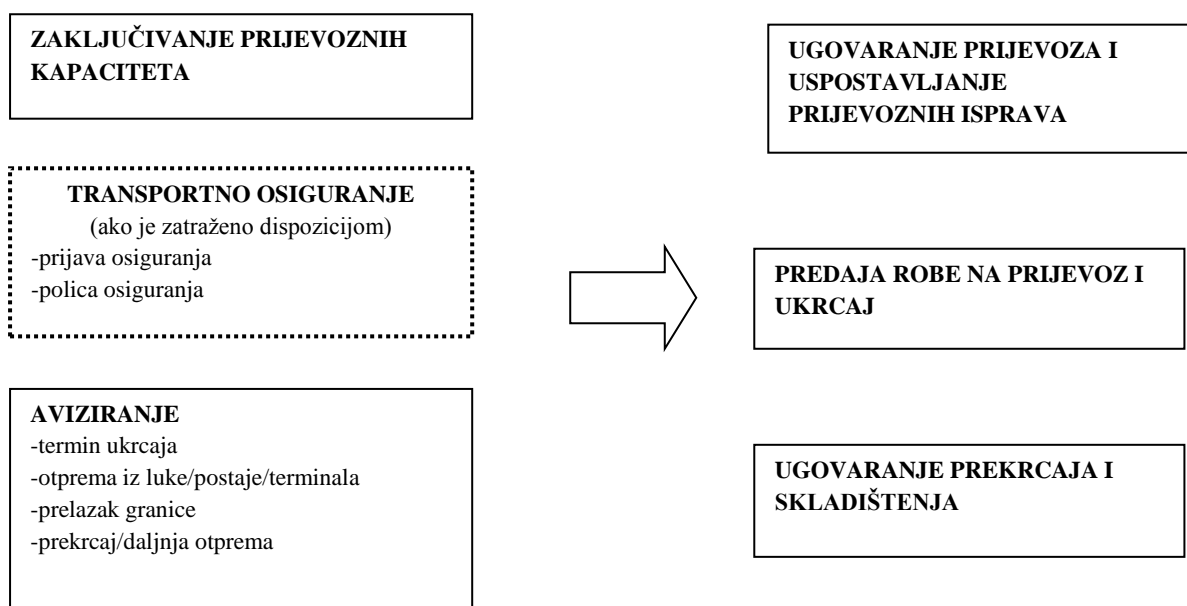 ZAKLJUČIVANJE PRIJEVOZNIH
KAPACITETA
TRANSPORTNO OSIGURANJE
(ako je zatraženo dispozicijom)
-prijava osiguranja
-polica osiguranja
AVIZIRANJE
-termin ukrcaja
-otprema iz luke/postaje/terminala
-prelazak granice
-prekrcaj/daljnja otprema
UGOVARANJE PRIJEVOZA I
USPOSTAVLJANJE
PRIJEVOZNIH ISPRAVA
PREDAJA ROBE NA PRIJEVOZ I
UKRCAJ
UGOVARANJE PREKRCAJA I
SKLADIŠTENJA